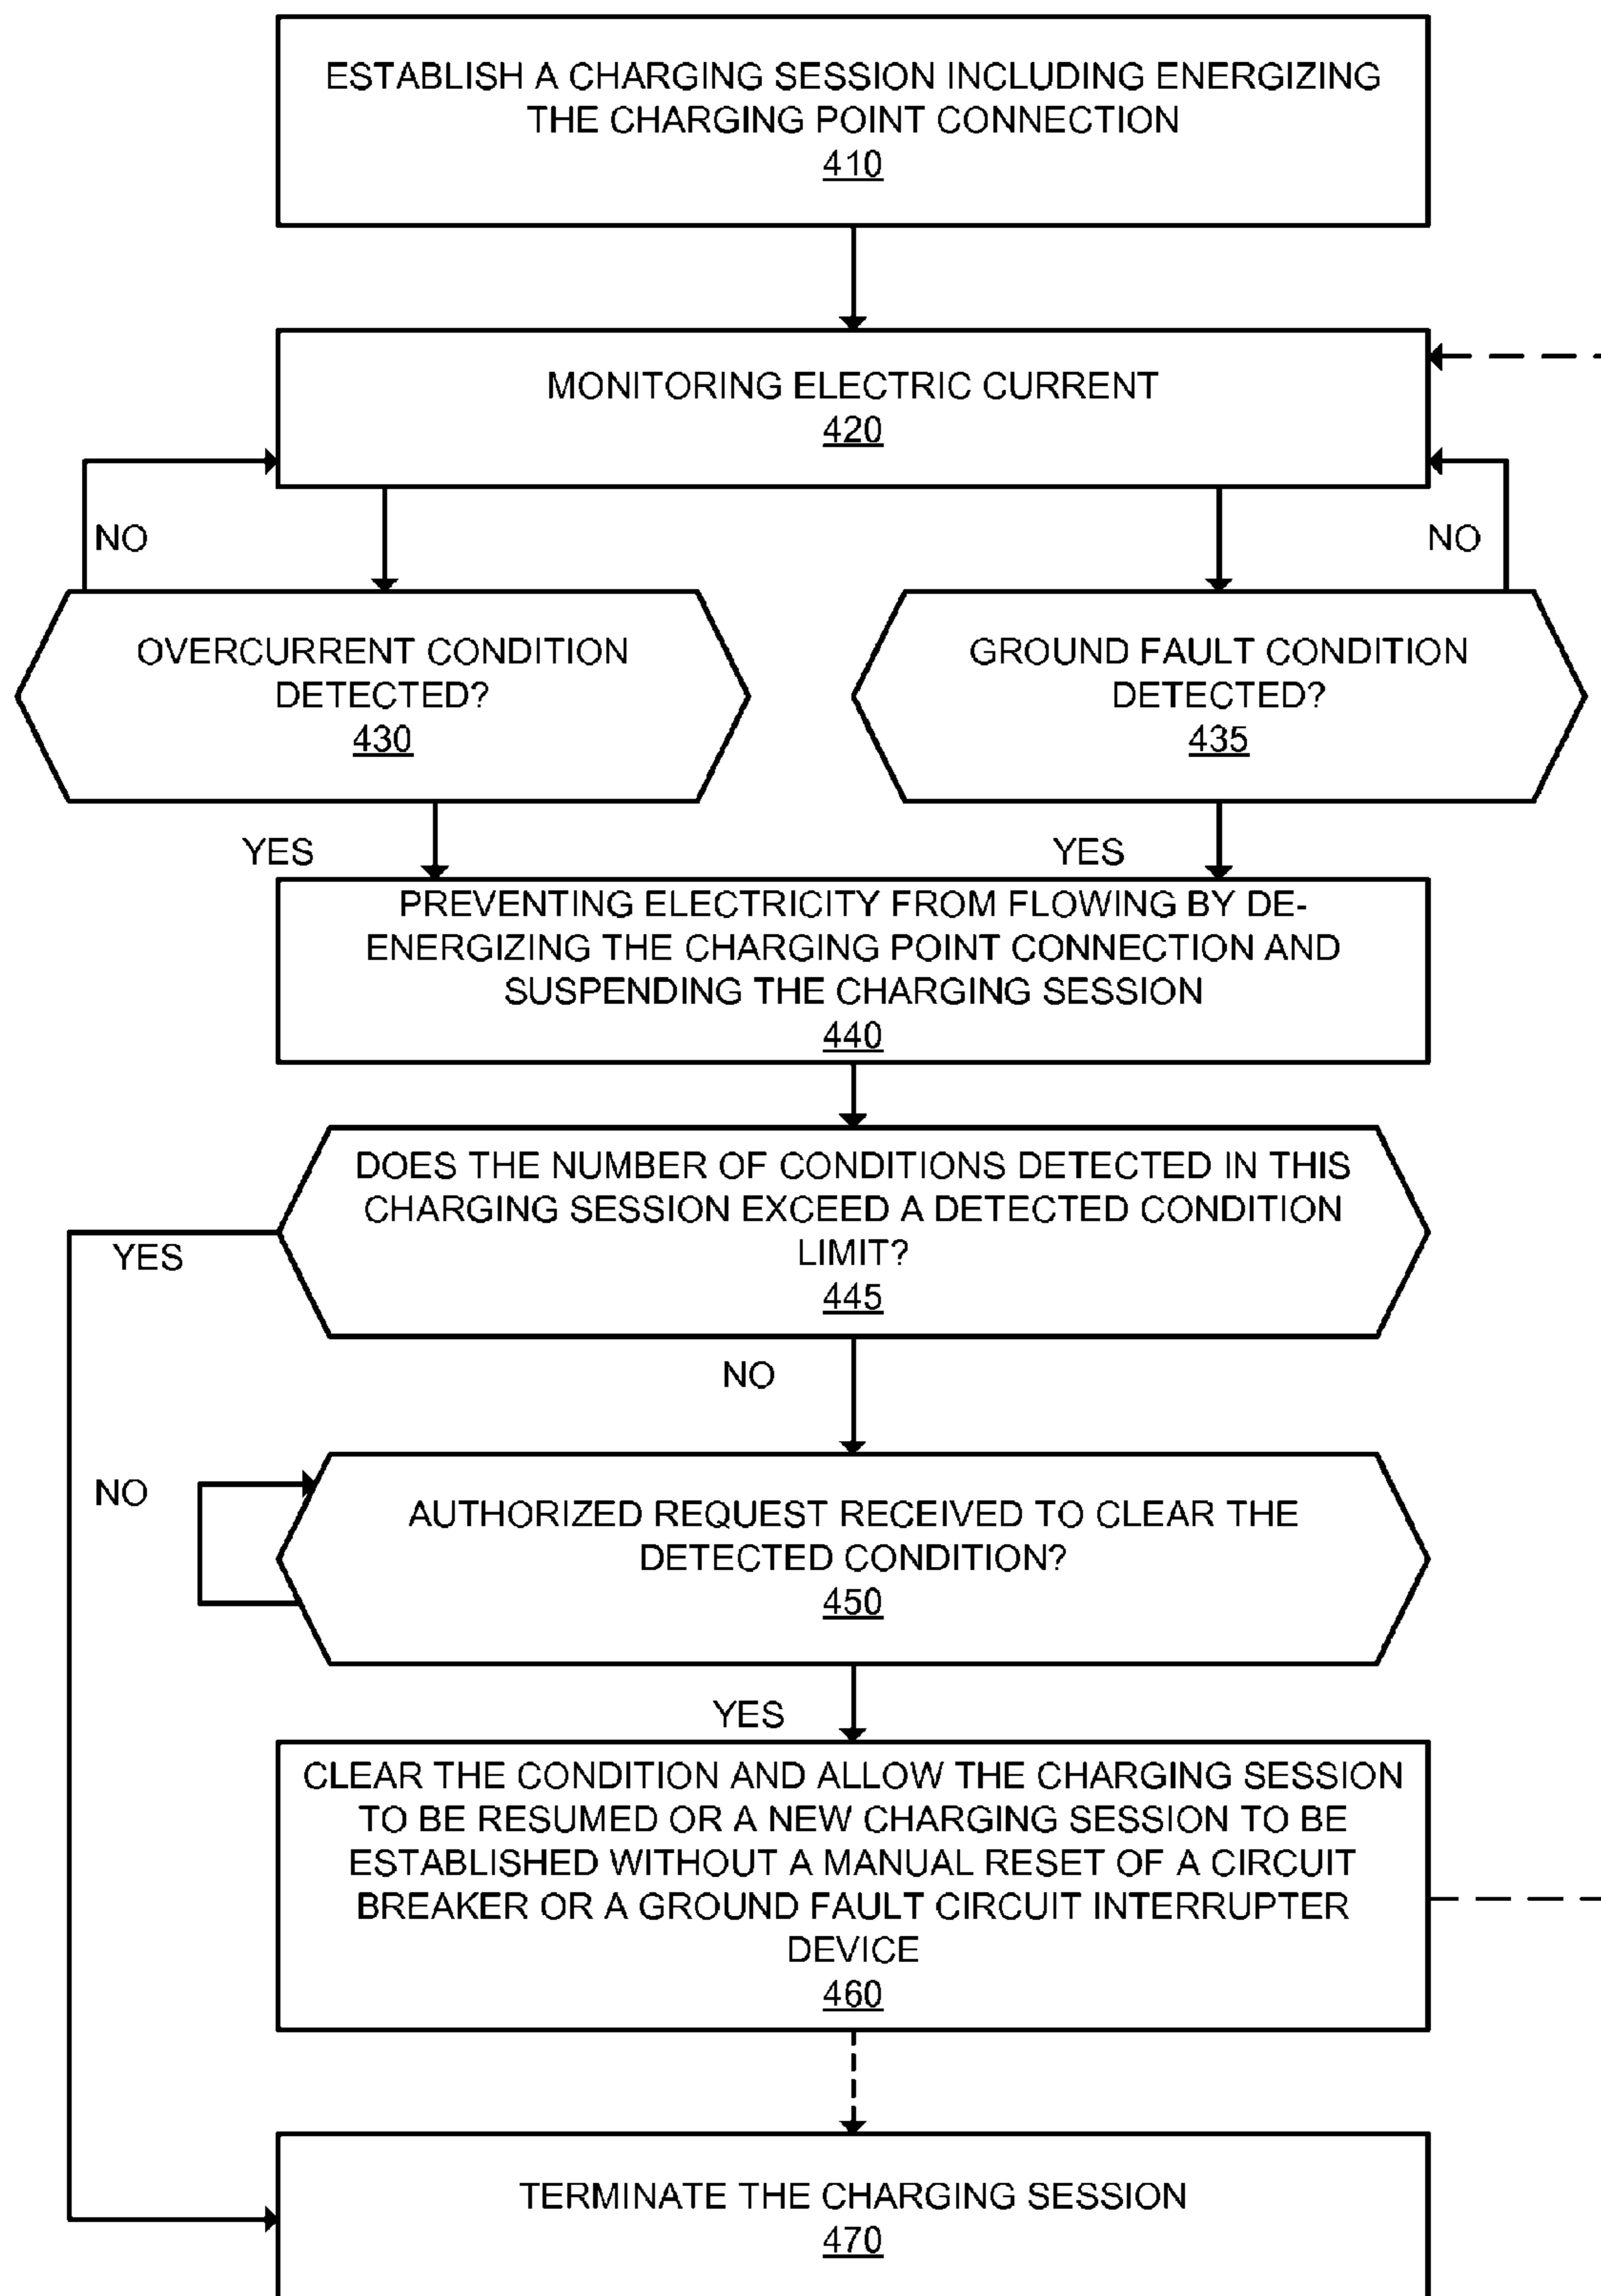 ESTABLISH A CHARGING SESSION INCLUDING ENERGIZING
THE CHARGING POINT CONNECTION
410
MONITORING ELECTRIC CURRENT
420
NO
NO
OVERCURRENT CONDITION
DETECTED?
430
GROUND FAULT CONDITION
DETECTED?
435
YES
YES
PREVENTING ELECTRICITY FROM FLOWING BY DE-
ENERGIZING THE CHARGING POINT CONNECTION AND
SUSPENDING THE CHARGING SESSION
440
DOES THE NUMBER OF CONDITIONS DETECTED IN THIS
CHARGING SESSION EXCEED A DETECTED CONDITION
LIMIT?
445
YES
NO
NO
AUTHORIZED REQUEST RECEIVED TO CLEAR THE
DETECTED CONDITION?
450
YES
CLEAR THE CONDITION AND ALLOW THE CHARGING SESSION
TO BE RESUMED OR A NEW CHARGING SESSION TO BE
ESTABLISHED WITHOUT A MANUAL RESET OF A CIRCUIT
BREAKER OR A GROUND FAULT CIRCUIT INTERRUPTER
DEVICE
460
TERMINATE THE CHARGING SESSION
470